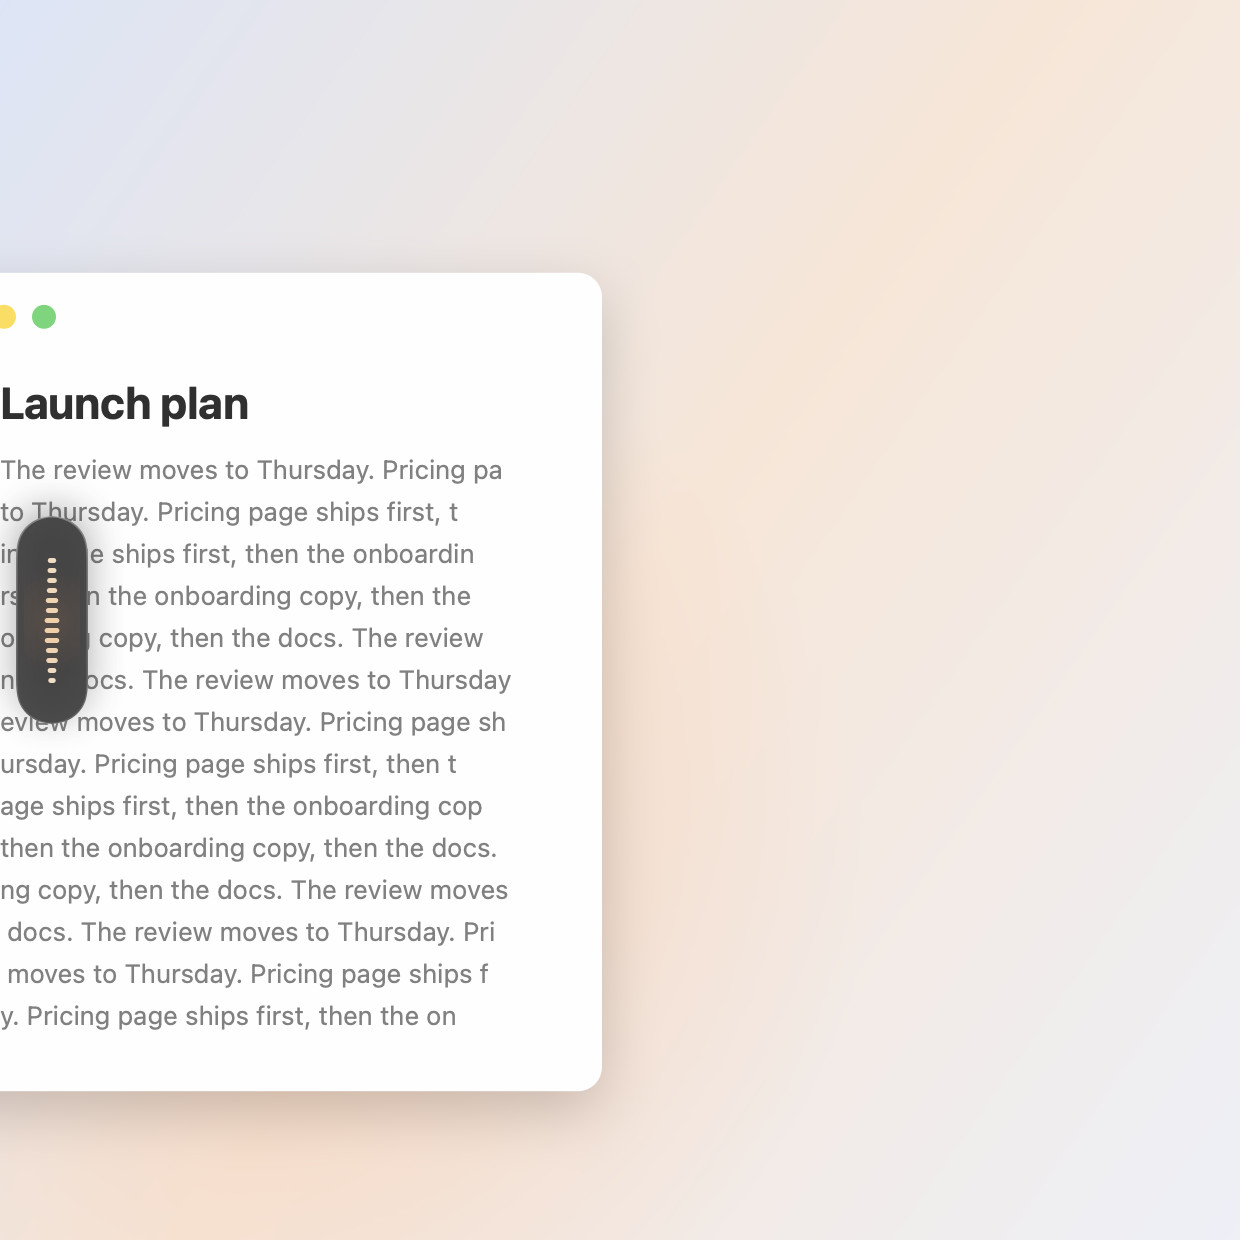 Launch plan
The review moves to Thursday. Pricing pa
to Thursday. Pricing page ships first, t
ships first, then the onboardin
the onboarding copy, then the
copy, then the docs. The review
The review moves to Thursday
eview moves to Thursday. Pricing page sh
ursday. Pricing page ships first, then t
age ships first, then the onboarding cop
then the onboarding copy, then the docs.
ng copy, then the docs. The review moves
docs. The review moves to Thursday. Pri
moves to Thursday. Pricing page ships f
y. Pricing page ships first, then the on